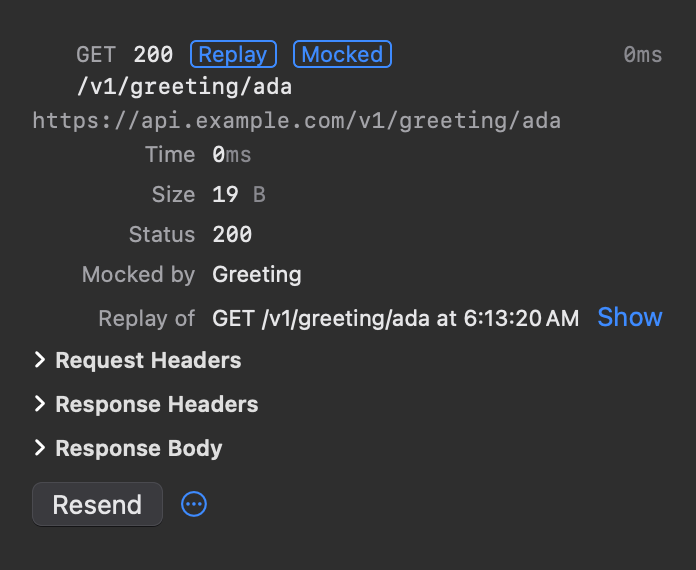 GET 200 Replay Mocked 0ms
/v1/greeting/ada
https://api.example.com/v1/greeting/ada
Time 0ms
Size 19 B
Status 200
Mocked by Greeting
Replay of GET /v1/greeting/ada at 6:13:20 AM Show
Request Headers
Response Headers
Response Body
Resend